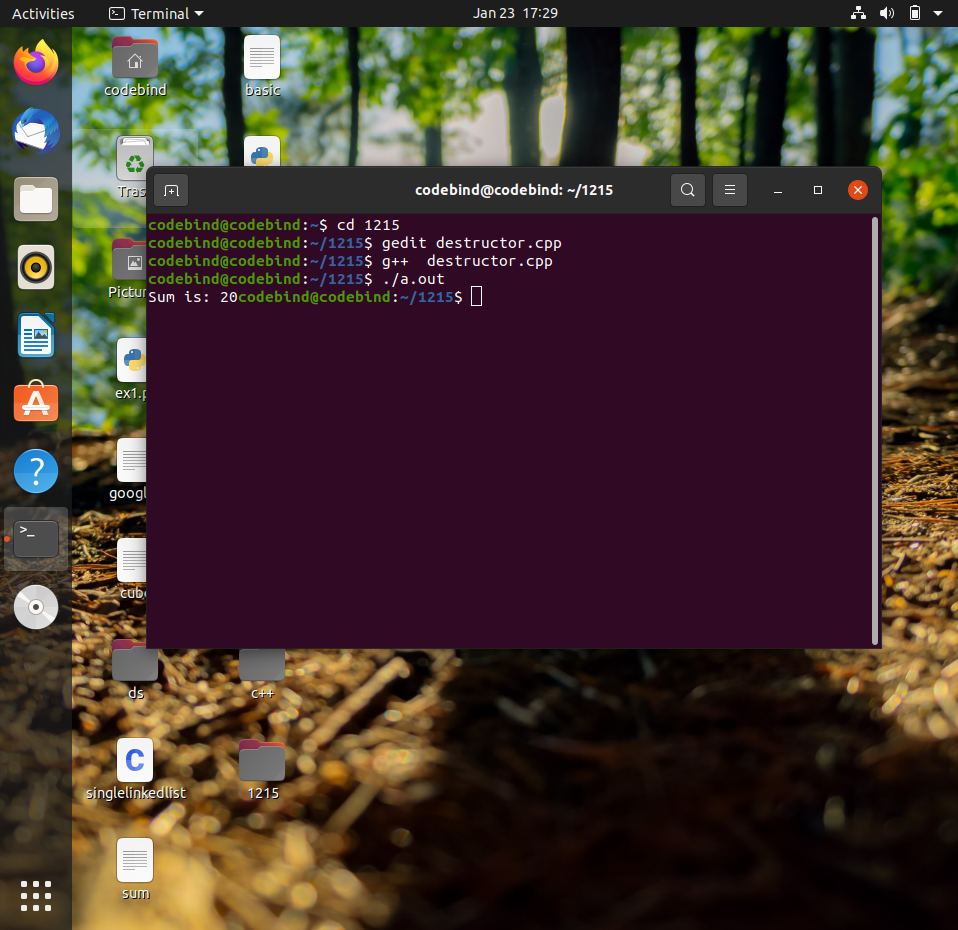 Activities
Terminal
Jan 23 17:29
codebind
basic
codebind@codebind: ~/1215
codebind@codebind:~$ cd 1215
codebind@codebind:~/1215$ gedit destructor.cpp
codebind@codebind:~/1215$ g++  destructor.cpp
codebind@codebind:~/1215$ ./a.out
Sum is: 20codebind@codebind:~/1215$
Tras
Pictur
ex1.p
googl
cube
ds
c++
C
singlelinkedlist
1215
sum